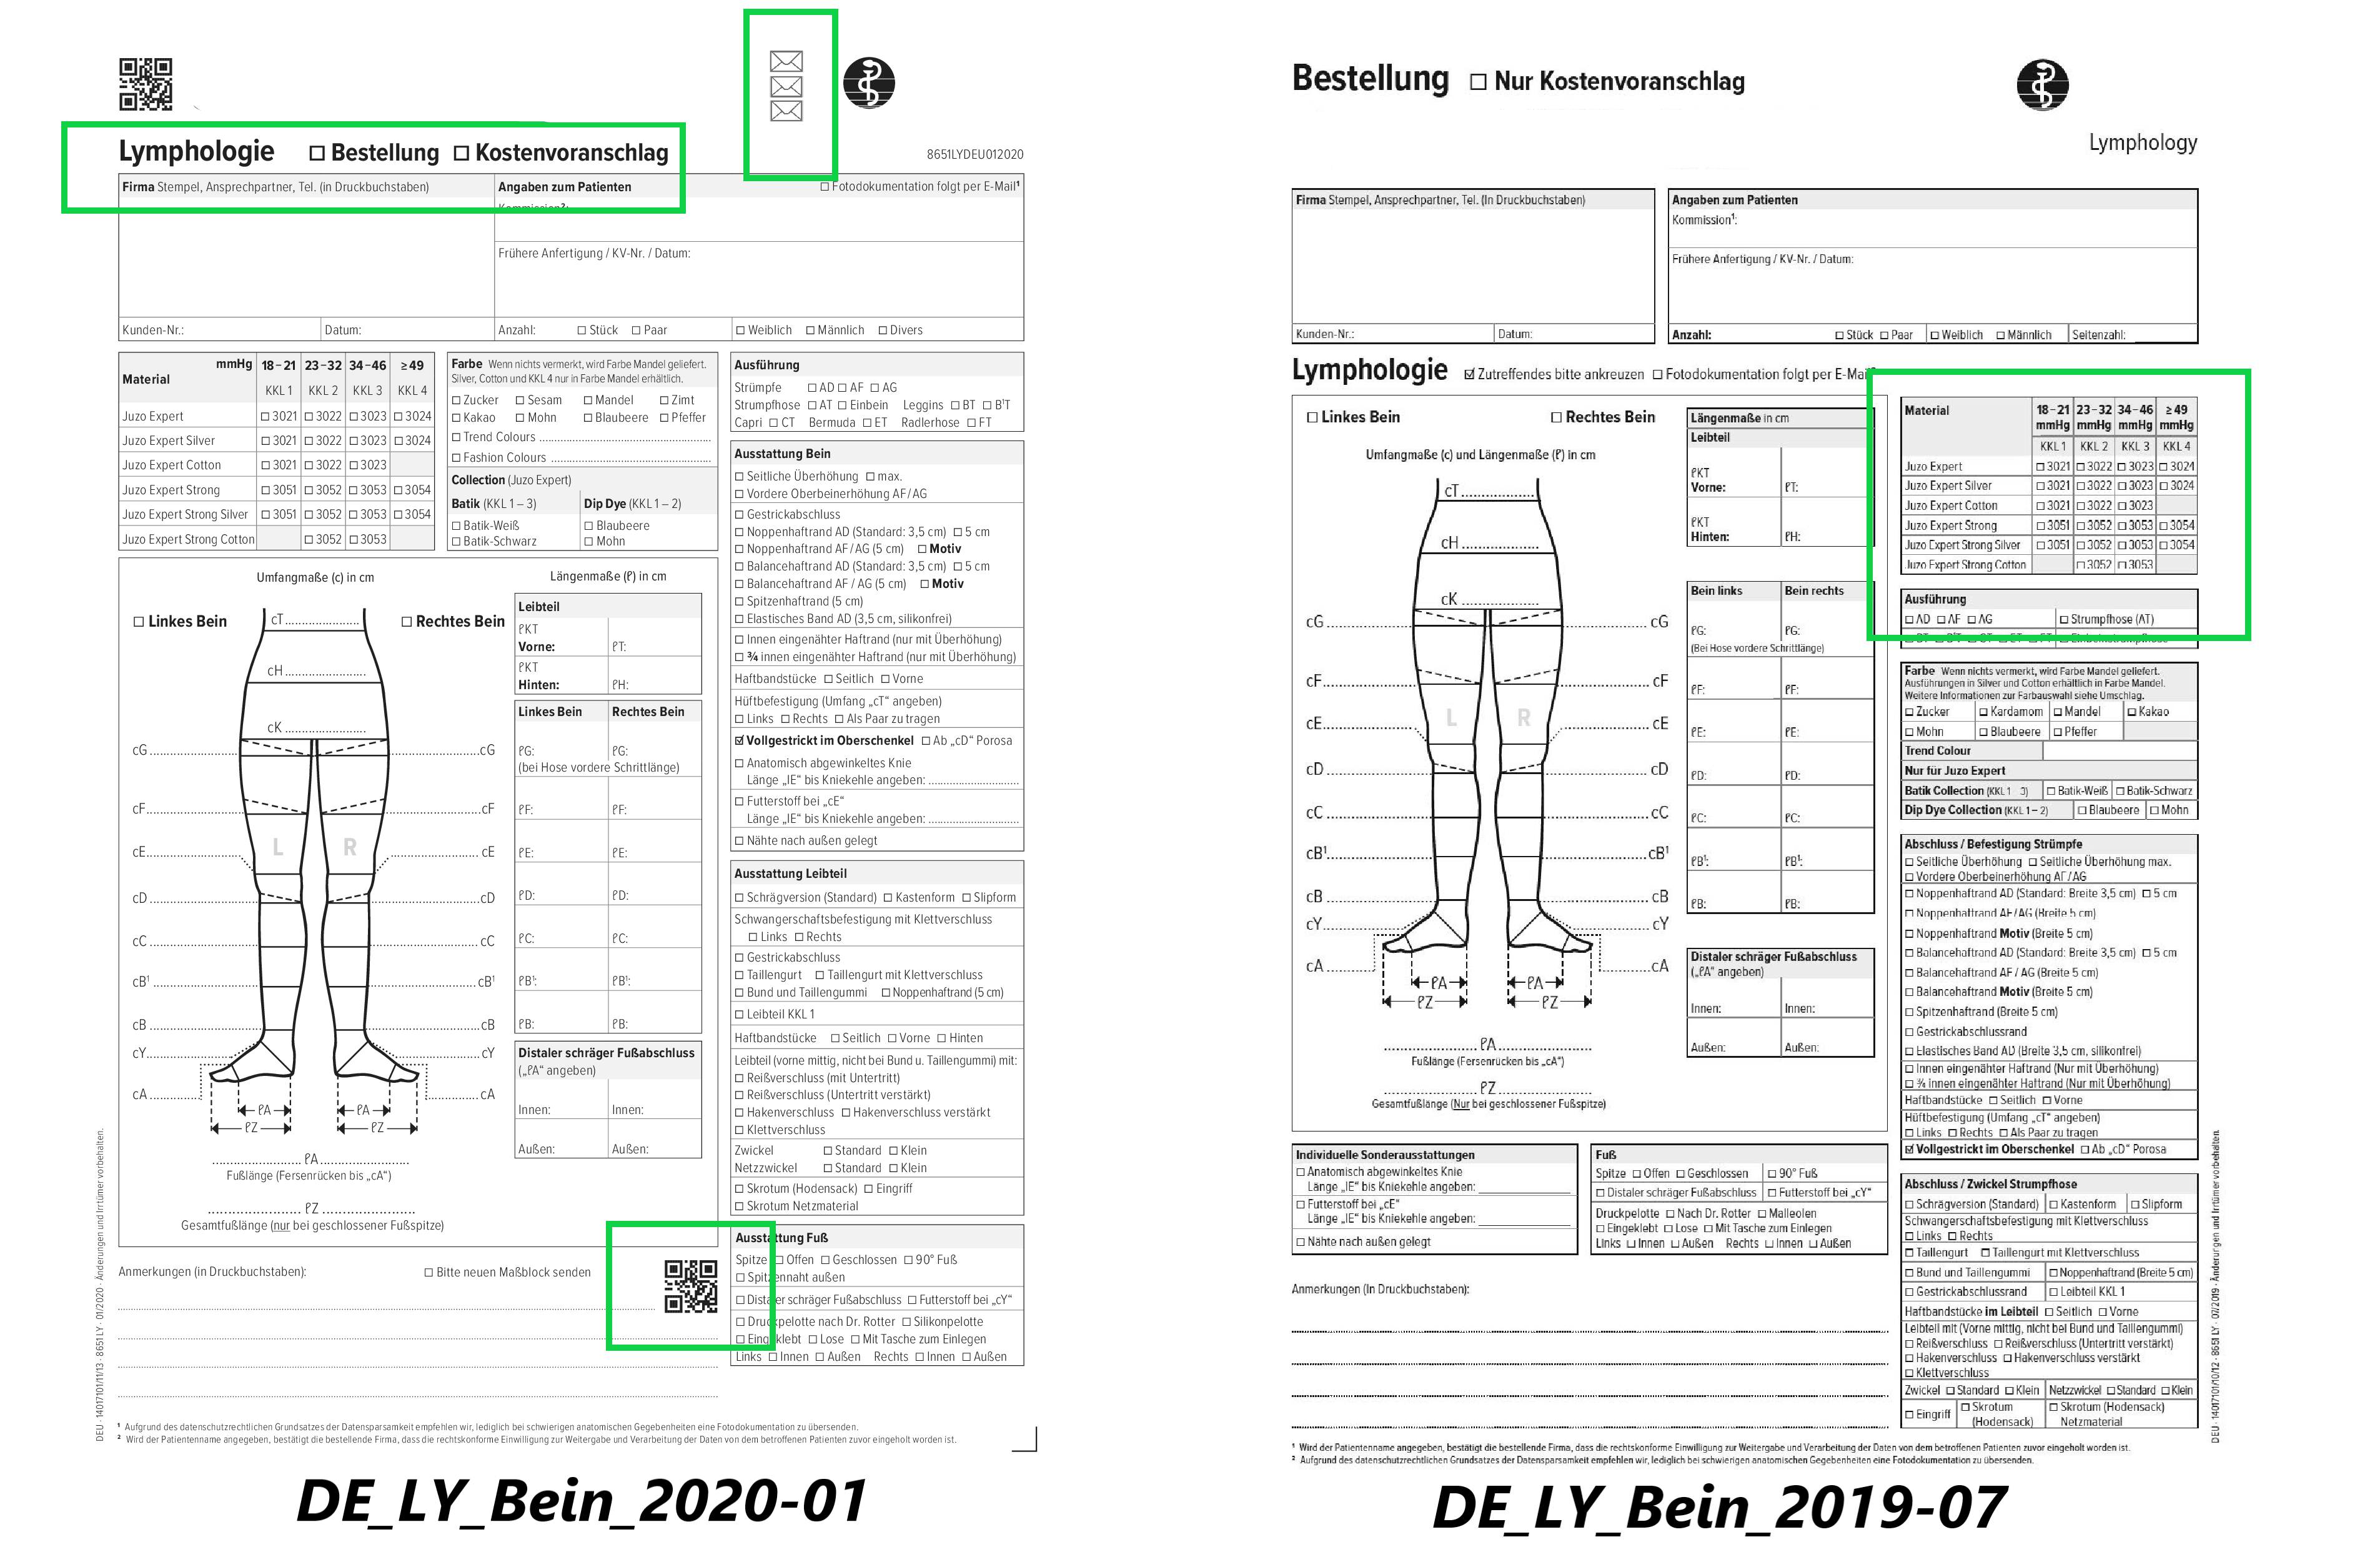 Lymphologie ☐ Bestellung ☐ Kostenvoranschlag
8651LYDEU012020
Firma Stempel, Ansprechpartner, Tel. (in Druckbuchstaben)
Angaben zum Patienten
☐ Fotodokumentation folgt per E-Mail¹
Kommission²:
Frühere Anfertigung / KV-Nr. / Datum:
Kunden-Nr.: Datum: Anzahl: ☐ Stück ☐ Paar ☐ Weiblich ☐ Männlich ☐ Divers
mmHg 18–21 23–32 34–46 ≥49
Material KKL 1 KKL 2 KKL 3 KKL 4
Juzo Expert ☐ 3021 ☐ 3022 ☐ 3023 ☐ 3024
Juzo Expert Silver ☐ 3021 ☐ 3022 ☐ 3023 ☐ 3024
Juzo Expert Cotton ☐ 3021 ☐ 3022 ☐ 3023
Juzo Expert Strong ☐ 3051 ☐ 3052 ☐ 3053 ☐ 3054
Juzo Expert Strong Silver ☐ 3051 ☐ 3052 ☐ 3053 ☐ 3054
Juzo Expert Strong Cotton ☐ 3052 ☐ 3053
Farbe Wenn nichts vermerkt, wird Farbe Mandel geliefert.
Silver, Cotton und KKL 4 nur in Farbe Mandel erhältlich.
☐ Zucker ☐ Sesam ☐ Mandel ☐ Zimt
☐ Kakao ☐ Mohn ☐ Blaubeere ☐ Pfeffer
☐ Trend Colours
☐ Fashion Colours
Collection (Juzo Expert)
Batik (KKL 1 – 3) Dip Dye (KKL 1 – 2)
☐ Batik-Weiß ☐ Blaubeere
☐ Batik-Schwarz ☐ Mohn
Umfangmaße (c) in cm
Längenmaße (ℓ) in cm
☐ Linkes Bein cT ☐ Rechtes Bein
cH
cK
cG cG
cF cF
L R
cE cE
cD cD
cC cC
cB¹ cB¹
cB cB
cY cY
cA cA
ℓA ℓA
ℓZ ℓZ
ℓA
Fußlänge (Fersenrücken bis „cA“)
ℓZ
Gesamtfußlänge (nur bei geschlossener Fußspitze)
Leibteil
ℓKT
Vorne: ℓT:
ℓKT
Hinten: ℓH:
Linkes Bein Rechtes Bein
ℓG: ℓG:
(bei Hose vordere Schrittlänge)
ℓF: ℓF:
ℓE: ℓE:
ℓD: ℓD:
ℓC: ℓC:
ℓB¹: ℓB¹:
ℓB: ℓB:
Distaler schräger Fußabschluss
(„ℓA“ angeben)
Innen: Innen:
Außen: Außen:
Anmerkungen (in Druckbuchstaben): ☐ Bitte neuen Maßblock senden
Ausführung
Strümpfe ☐ AD ☐ AF ☐ AG
Strumpfhose ☐ AT ☐ Einbein Leggins ☐ BT ☐ B¹T
Capri ☐ CT Bermuda ☐ ET Radlerhose ☐ FT
Ausstattung Bein
☐ Seitliche Überhöhung ☐ max.
☐ Vordere Oberbeinerhöhung AF/AG
☐ Gestrickabschluss
☐ Noppenhaftrand AD (Standard: 3,5 cm) ☐ 5 cm
☐ Noppenhaftrand AF/AG (5 cm) ☐ Motiv
☐ Balancehaftrand AD (Standard: 3,5 cm) ☐ 5 cm
☐ Balancehaftrand AF / AG (5 cm) ☐ Motiv
☐ Spitzenhaftrand (5 cm)
☐ Elastisches Band AD (3,5 cm, silikonfrei)
☐ Innen eingenähter Haftrand (nur mit Überhöhung)
☐ ¾ innen eingenähter Haftrand (nur mit Überhöhung)
Haftbandstücke ☐ Seitlich ☐ Vorne
Hüftbefestigung (Umfang „cT“ angeben)
☐ Links ☐ Rechts ☐ Als Paar zu tragen
☑ Vollgestrickt im Oberschenkel ☐ Ab „cD“ Porosa
☐ Anatomisch abgewinkeltes Knie
Länge „IE“ bis Kniekehle angeben:
☐ Futterstoff bei „cE“
Länge „IE“ bis Kniekehle angeben:
☐ Nähte nach außen gelegt
Ausstattung Leibteil
☐ Schrägversion (Standard) ☐ Kastenform ☐ Slipform
Schwangerschaftsbefestigung mit Klettverschluss
☐ Links ☐ Rechts
☐ Gestrickabschluss
☐ Taillengurt ☐ Taillengurt mit Klettverschluss
☐ Bund und Taillengummi ☐ Noppenhaftrand (5 cm)
☐ Leibteil KKL 1
Haftbandstücke ☐ Seitlich ☐ Vorne ☐ Hinten
Leibteil (vorne mittig, nicht bei Bund u. Taillengummi) mit:
☐ Reißverschluss (mit Untertritt)
☐ Reißverschluss (Untertritt verstärkt)
☐ Hakenverschluss ☐ Hakenverschluss verstärkt
☐ Klettverschluss
Zwickel ☐ Standard ☐ Klein
Netzzwickel ☐ Standard ☐ Klein
☐ Skrotum (Hodensack) ☐ Eingriff
☐ Skrotum Netzmaterial
Ausstattung Fuß
Spitze ☐ Offen ☐ Geschlossen ☐ 90° Fuß
☐ Spitzennaht außen
☐ Distaler schräger Fußabschluss ☐ Futterstoff bei „cY“
☐ Druckpelotte nach Dr. Rotter ☐ Silikonpelotte
☐ Eingeklebt ☐ Lose ☐ Mit Tasche zum Einlegen
Links ☐ Innen ☐ Außen Rechts ☐ Innen ☐ Außen
DEU · 14017101/11/13 · 8651 LY · 01/2020 · Änderungen und Irrtümer vorbehalten.
¹ Aufgrund des datenschutzrechtlichen Grundsatzes der Datensparsamkeit empfehlen wir, lediglich bei schwierigen anatomischen Gegebenheiten eine Fotodokumentation zu übersenden.
² Wird der Patientenname angegeben, bestätigt die bestellende Firma, dass die rechtskonforme Einwilligung zur Weitergabe und Verarbeitung der Daten von dem betroffenen Patienten zuvor eingeholt worden ist.
DE_LY_Bein_2020-01
Bestellung ☐ Nur Kostenvoranschlag
Lymphology
Firma Stempel, Ansprechpartner, Tel. (In Druckbuchstaben)
Angaben zum Patienten
Kommission¹:
Frühere Anfertigung / KV-Nr. / Datum:
Kunden-Nr.: Datum: Anzahl: ☐ Stück ☐ Paar ☐ Weiblich ☐ Männlich Seitenzahl:
Lymphologie ☑ Zutreffendes bitte ankreuzen ☐ Fotodokumentation folgt per E-Mail²
☐ Linkes Bein ☐ Rechtes Bein
Umfangmaße (c) und Längenmaße (ℓ) in cm
cT
cH
cK
cG cG
cF cF
L R
cE cE
cD cD
cC cC
cB¹ cB¹
cB cB
cY cY
cA cA
ℓA ℓA
ℓZ ℓZ
ℓA
Fußlänge (Fersenrücken bis „cA“)
ℓZ
Gesamtfußlänge (Nur bei geschlossener Fußspitze)
Längenmaße in cm
Leibteil
ℓKT
Vorne: ℓT:
ℓKT
Hinten: ℓH:
Bein links Bein rechts
ℓG: ℓG:
(Bei Hose vordere Schrittlänge)
ℓF: ℓF:
ℓE: ℓE:
ℓD: ℓD:
ℓC: ℓC:
ℓB¹: ℓB¹:
ℓB: ℓB:
Distaler schräger Fußabschluss
(„ℓA“ angeben)
Innen: Innen:
Außen: Außen:
Individuelle Sonderausstattungen
☐ Anatomisch abgewinkeltes Knie
Länge „IE“ bis Kniekehle angeben:
☐ Futterstoff bei „cE“
Länge „IE“ bis Kniekehle angeben:
☐ Nähte nach außen gelegt
Fuß
Spitze ☐ Offen ☐ Geschlossen ☐ 90° Fuß
☐ Distaler schräger Fußabschluss ☐ Futterstoff bei „cY“
Druckpelotte ☐ Nach Dr. Rotter ☐ Malleolen
☐ Eingeklebt ☐ Lose ☐ Mit Tasche zum Einlegen
Links ☐ Innen ☐ Außen Rechts ☐ Innen ☐ Außen
Anmerkungen (In Druckbuchstaben):
Material 18–21 23–32 34–46 ≥ 49
mmHg mmHg mmHg mmHg
KKL 1 KKL 2 KKL 3 KKL 4
Juzo Expert ☐ 3021 ☐ 3022 ☐ 3023 ☐ 3024
Juzo Expert Silver ☐ 3021 ☐ 3022 ☐ 3023 ☐ 3024
Juzo Expert Cotton ☐ 3021 ☐ 3022 ☐ 3023
Juzo Expert Strong ☐ 3051 ☐ 3052 ☐ 3053 ☐ 3054
Juzo Expert Strong Silver ☐ 3051 ☐ 3052 ☐ 3053 ☐ 3054
Juzo Expert Strong Cotton ☐ 3052 ☐ 3053
Ausführung
☐ AD ☐ AF ☐ AG ☐ Strumpfhose (AT)
Farbe Wenn nichts vermerkt, wird Farbe Mandel geliefert.
Ausführungen in Silver und Cotton erhältlich in Farbe Mandel.
Weitere Informationen zur Farbauswahl siehe Umschlag.
☐ Zucker ☐ Kardamom ☐ Mandel ☐ Kakao
☐ Mohn ☐ Blaubeere ☐ Pfeffer
Trend Colour
Nur für Juzo Expert
Batik Collection (KKL 1 3) ☐ Batik-Weiß ☐ Batik-Schwarz
Dip Dye Collection (KKL 1 – 2) ☐ Blaubeere ☐ Mohn
Abschluss / Befestigung Strümpfe
☐ Seitliche Überhöhung ☐ Seitliche Überhöhung max.
☐ Vordere Oberbeinerhöhung AF/AG
☐ Noppenhaftrand AD (Standard: Breite 3,5 cm) ☐ 5 cm
☐ Noppenhaftrand AF/AG (Breite 5 cm)
☐ Noppenhaftrand Motiv (Breite 5 cm)
☐ Balancehaftrand AD (Standard: Breite 3,5 cm) ☐ 5 cm
☐ Balancehaftrand AF / AG (Breite 5 cm)
☐ Balancehaftrand Motiv (Breite 5 cm)
☐ Spitzenhaftrand (Breite 5 cm)
☐ Gestrickabschlussrand
☐ Elastisches Band AD (Breite 3,5 cm, silikonfrei)
☐ Innen eingenähter Haftrand (Nur mit Überhöhung)
☐ ¾ innen eingenähter Haftrand (Nur mit Überhöhung)
Haftbandstücke ☐ Seitlich ☐ Vorne
Hüftbefestigung (Umfang „cT“ angeben)
☐ Links ☐ Rechts ☐ Als Paar zu tragen
☑ Vollgestrickt im Oberschenkel ☐ Ab „cD“ Porosa
Abschluss / Zwickel Strumpfhose
☐ Schrägversion (Standard) ☐ Kastenform ☐ Slipform
Schwangerschaftsbefestigung mit Klettverschluss
☐ Links ☐ Rechts
☐ Taillengurt ☐ Taillengurt mit Klettverschluss
☐ Bund und Taillengummi ☐ Noppenhaftrand (Breite 5 cm)
☐ Gestrickabschlussrand ☐ Leibteil KKL 1
Haftbandstücke im Leibteil ☐ Seitlich ☐ Vorne
Leibteil mit (Vorne mittig, nicht bei Bund und Taillengummi)
☐ Reißverschluss ☐ Reißverschluss (Untertritt verstärkt)
☐ Hakenverschluss ☐ Hakenverschluss verstärkt
☐ Klettverschluss
Zwickel ☐ Standard ☐ Klein Netzzwickel ☐ Standard ☐ Klein
☐ Eingriff ☐ Skrotum (Hodensack) ☐ Skrotum (Hodensack) Netzmaterial
DEU · 14017101/10/12 · 8651 LY · 07/2019 · Änderungen und Irrtümer vorbehalten.
¹ Wird der Patientenname angegeben, bestätigt die bestellende Firma, dass die rechtskonforme Einwilligung zur Weitergabe und Verarbeitung der Daten von dem betroffenen Patienten zuvor eingeholt worden ist.
² Aufgrund des datenschutzrechtlichen Grundsatzes der Datensparsamkeit empfehlen wir, lediglich bei schwierigen anatomischen Gegebenheiten eine Fotodokumentation zu übersenden.
DE_LY_Bein_2019-07